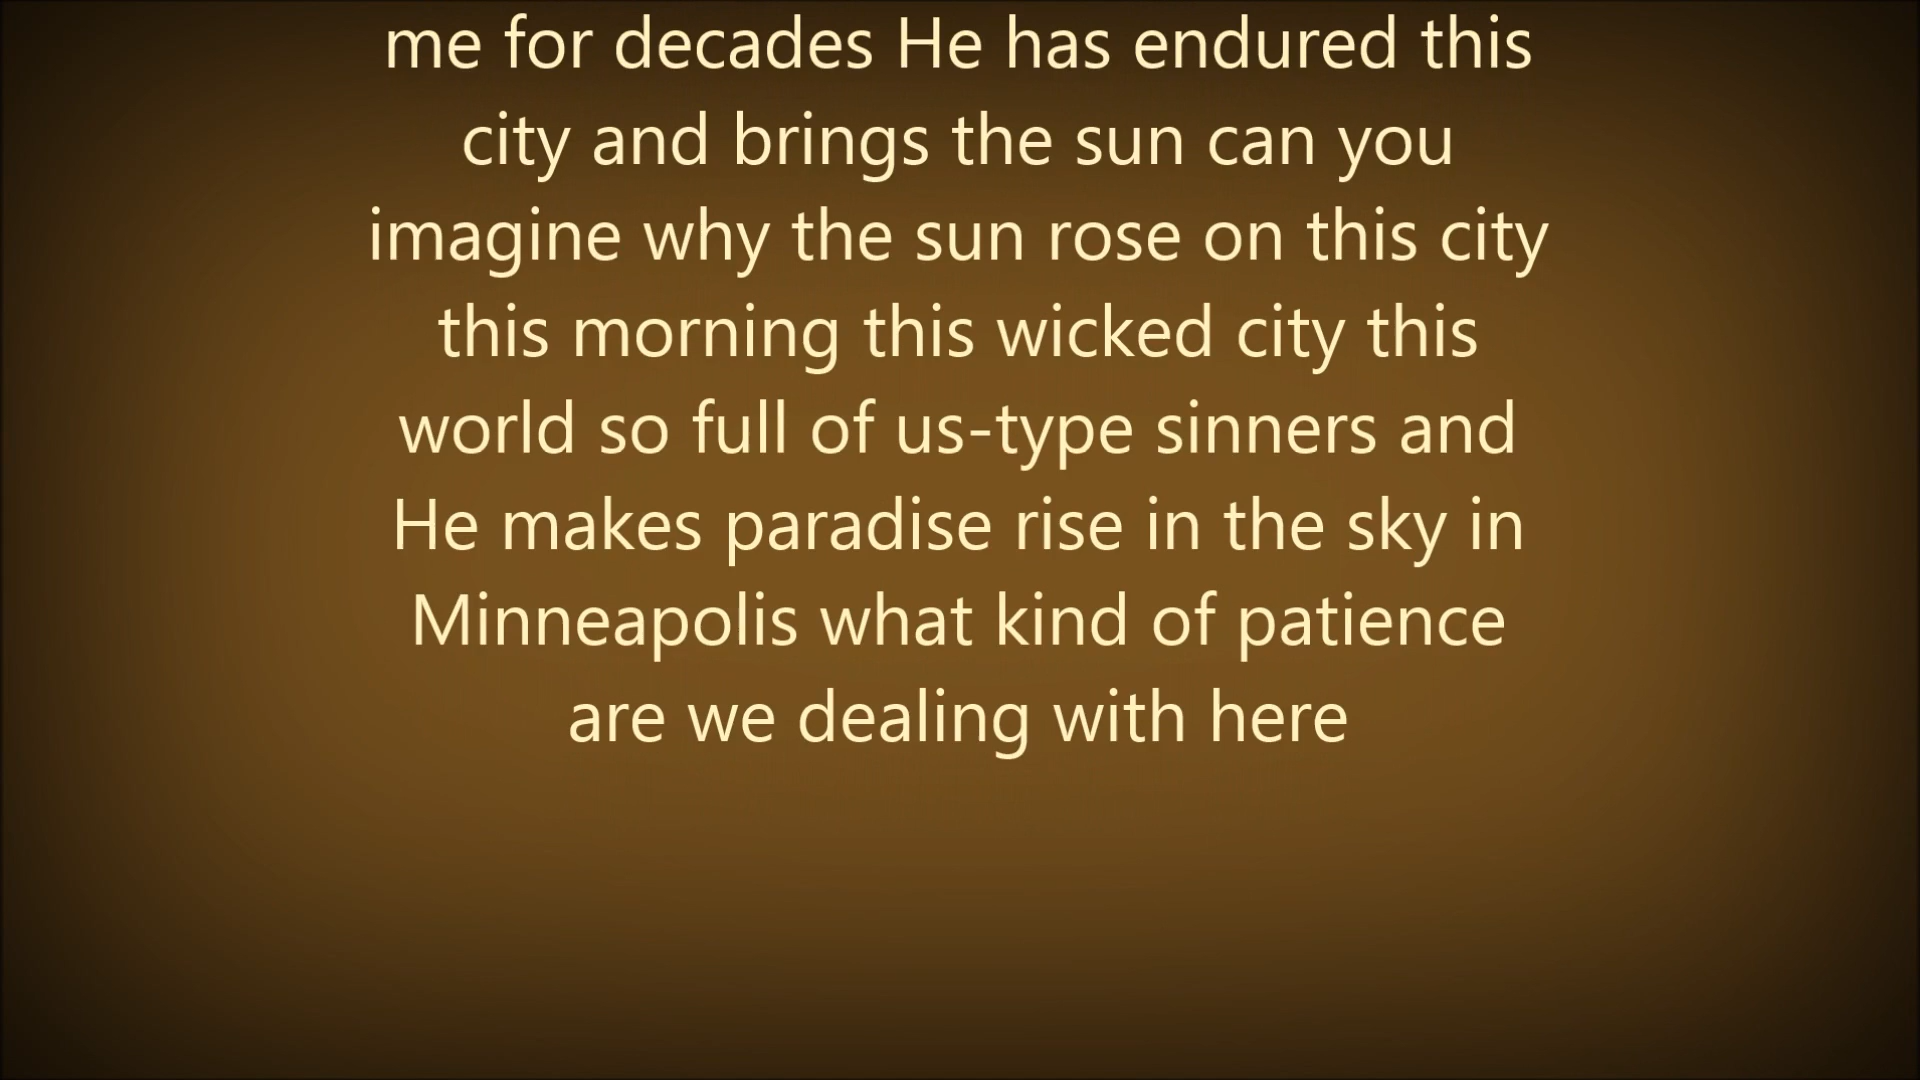 me for decades He has endured this
city and brings the sun can you
imagine why the sun rose on this city
this morning this wicked city this
world so full of us-type sinners and
He makes paradise rise in the sky in
Minneapolis what kind of patience
are we dealing with here